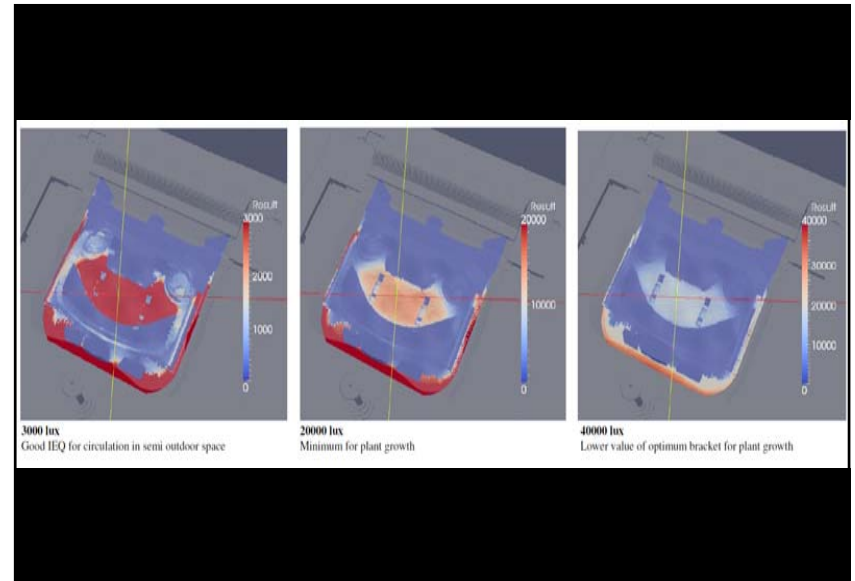 Result
3000
2000
1000
0
Result
20000
10000
0
Result
40000
30000
20000
10000
0
3000 lux
Good IEQ for circulation in semi outdoor space
20000 lux
Minimum for plant growth
40000 lux
Lower value of optimum bracket for plant growth